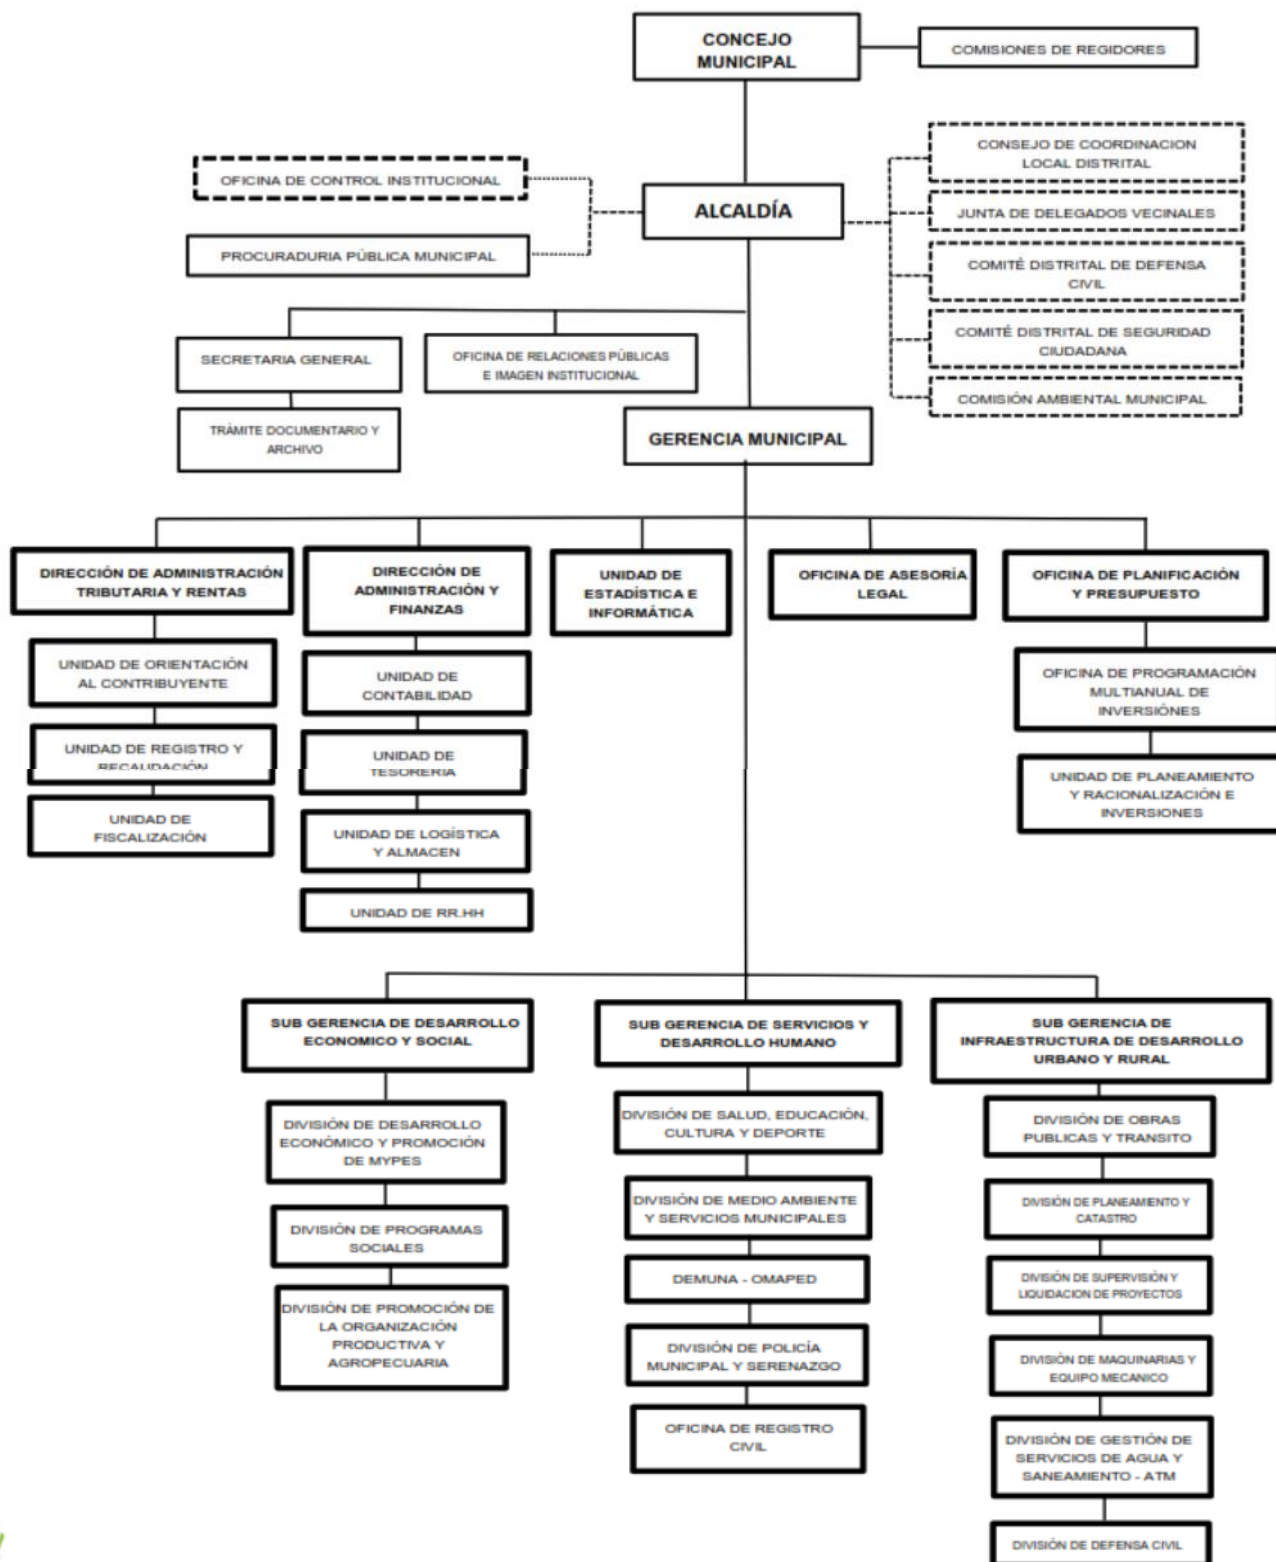 CONCEJO
MUNICIPAL
COMISIONES DE REGIDORES
CONSEJO DE COORDINACION
LOCAL DISTRITAL
OFICINA DE CONTROL INSTITUCIONAL
ALCALDÍA
JUNTA DE DELEGADOS VECINALES
PROCURADURIA PÚBLICA MUNICIPAL
COMITÉ DISTRITAL DE DEFENSA
CIVIL
COMITÉ DISTRITAL DE SEGURIDAD
CIUDADANA
COMISIÓN AMBIENTAL MUNICIPAL
SECRETARIA GENERAL
OFICINA DE RELACIONES PÚBLICAS
E IMAGEN INSTITUCIONAL
TRÁMITE DOCUMENTARIO Y
ARCHIVO
GERENCIA MUNICIPAL
DIRECCIÓN DE ADMINISTRACIÓN
TRIBUTARIA Y RENTAS
DIRECCIÓN DE
ADMINISTRACIÓN Y
FINANZAS
UNIDAD DE
ESTADÍSTICA E
INFORMÁTICA
OFICINA DE ASESORÍA
LEGAL
OFICINA DE PLANIFICACIÓN
Y PRESUPUESTO
UNIDAD DE ORIENTACIÓN
AL CONTRIBUYENTE
UNIDAD DE REGISTRO Y
RECAUDACIÓN
UNIDAD DE
FISCALIZACIÓN
UNIDAD DE
CONTABILIDAD
UNIDAD DE
TESORERIA
UNIDAD DE LOGÍSTICA
Y ALMACEN
UNIDAD DE RR.HH
OFICINA DE PROGRAMACIÓN
MULTIANUAL DE
INVERSIÓNES
UNIDAD DE PLANEAMIENTO
Y RACIONALIZACIÓN E
INVERSIONES
SUB GERENCIA DE DESARROLLO
ECONOMICO Y SOCIAL
DIVISIÓN DE DESARROLLO
ECONÓMICO Y PROMOCIÓN
DE MYPES
DIVISIÓN DE PROGRAMAS
SOCIALES
DIVISIÓN DE PROMOCIÓN DE
LA ORGANIZACIÓN
PRODUCTIVA Y
AGROPECUARIA
SUB GERENCIA DE SERVICIOS Y
DESARROLLO HUMANO
DIVISIÓN DE SALUD, EDUCACIÓN,
CULTURA Y DEPORTE
DIVISIÓN DE MEDIO AMBIENTE
Y SERVICIOS MUNICIPALES
DEMUNA - OMAPED
DIVISIÓN DE POLICÍA
MUNICIPAL Y SERENAZGO
OFICINA DE REGISTRO
CIVIL
SUB GERENCIA DE
INFRAESTRUCTURA DE DESARROLLO
URBANO Y RURAL
DIVISIÓN DE OBRAS
PUBLICAS Y TRANSITO
DIVISIÓN DE PLANEAMIENTO Y
CATASTRO
DIVISIÓN DE SUPERVISIÓN Y
LIQUIDACION DE PROYECTOS
DIVISIÓN DE MAQUINARIAS Y
EQUIPO MECANICO
DIVISIÓN DE GESTIÓN DE
SERVICIOS DE AGUA Y
SANEAMIENTO - ATM
DIVISIÓN DE DEFENSA CIVIL